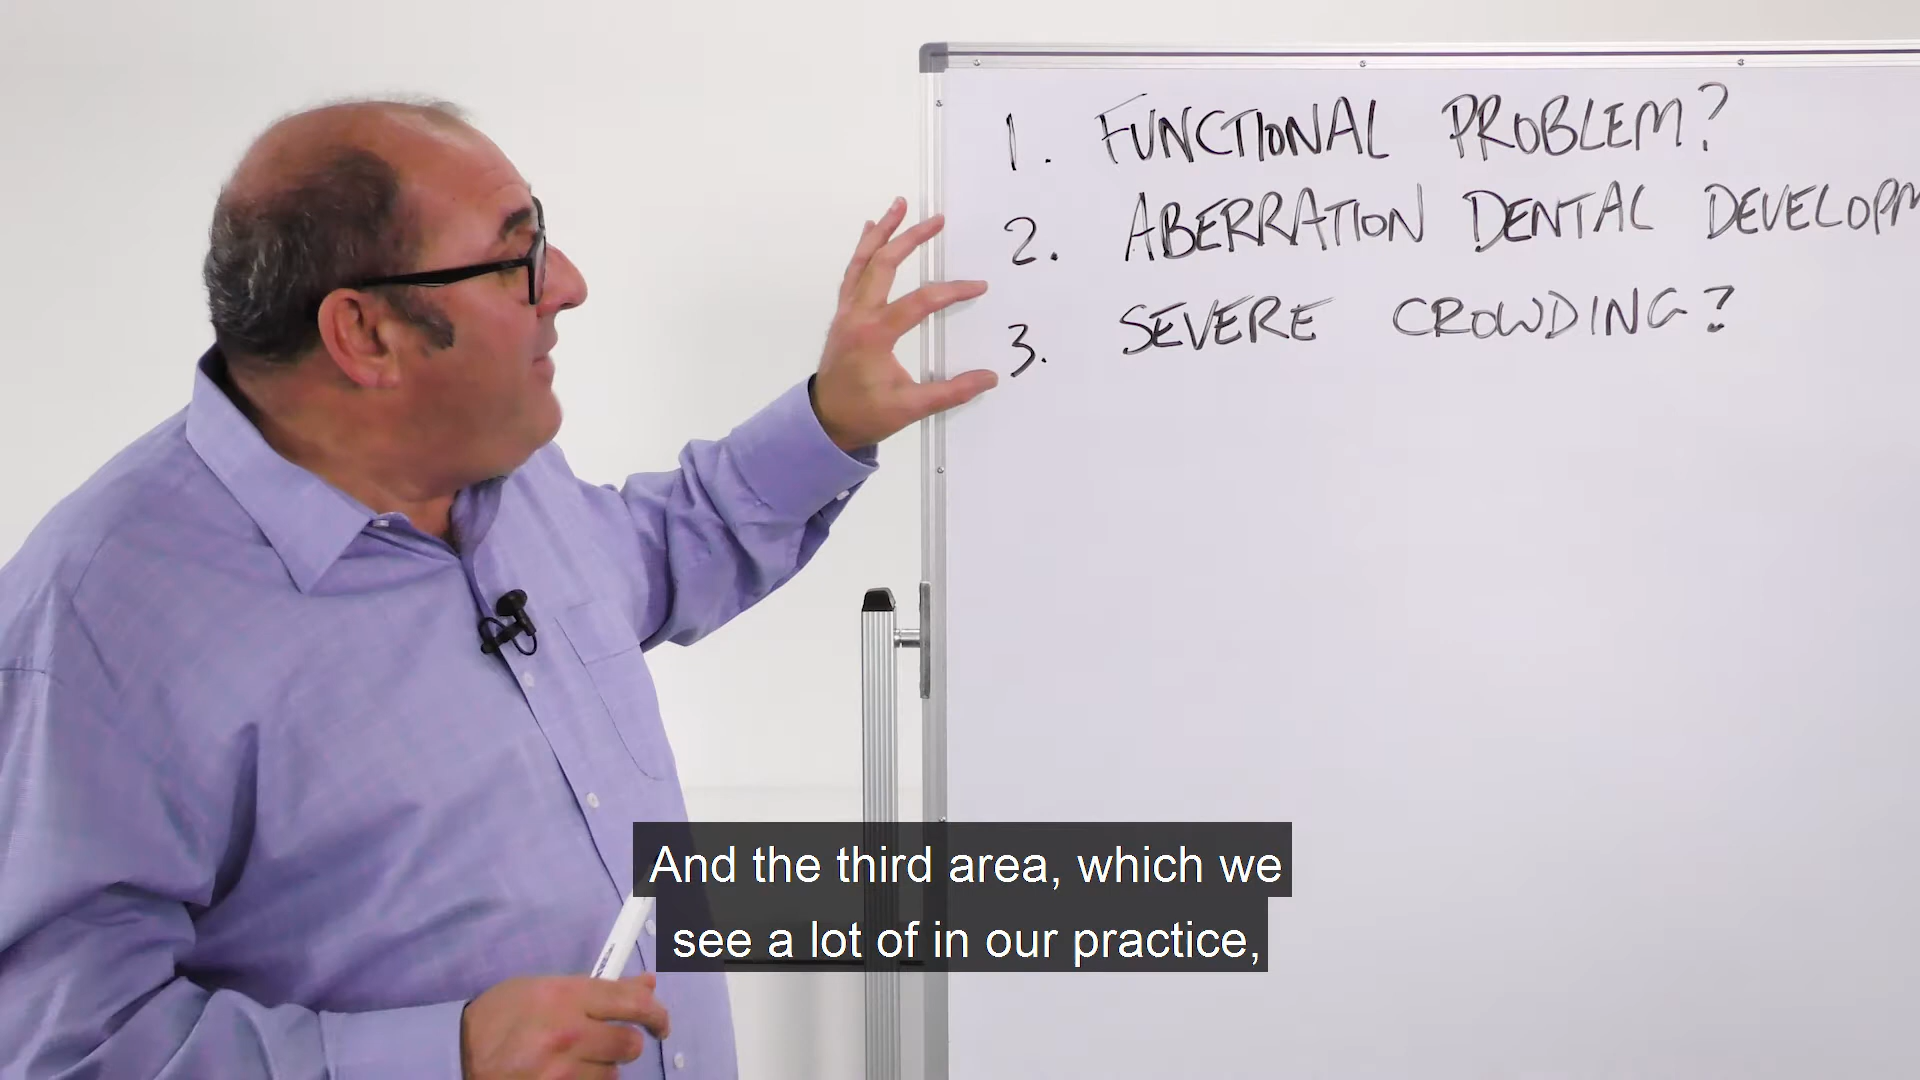 1. FUNCTIONAL PROBLEM?
2. ABERRATION DENTAL DEVELOPM
3. SEVERE CROWDING?
And the third area, which we
see a lot of in our practice,